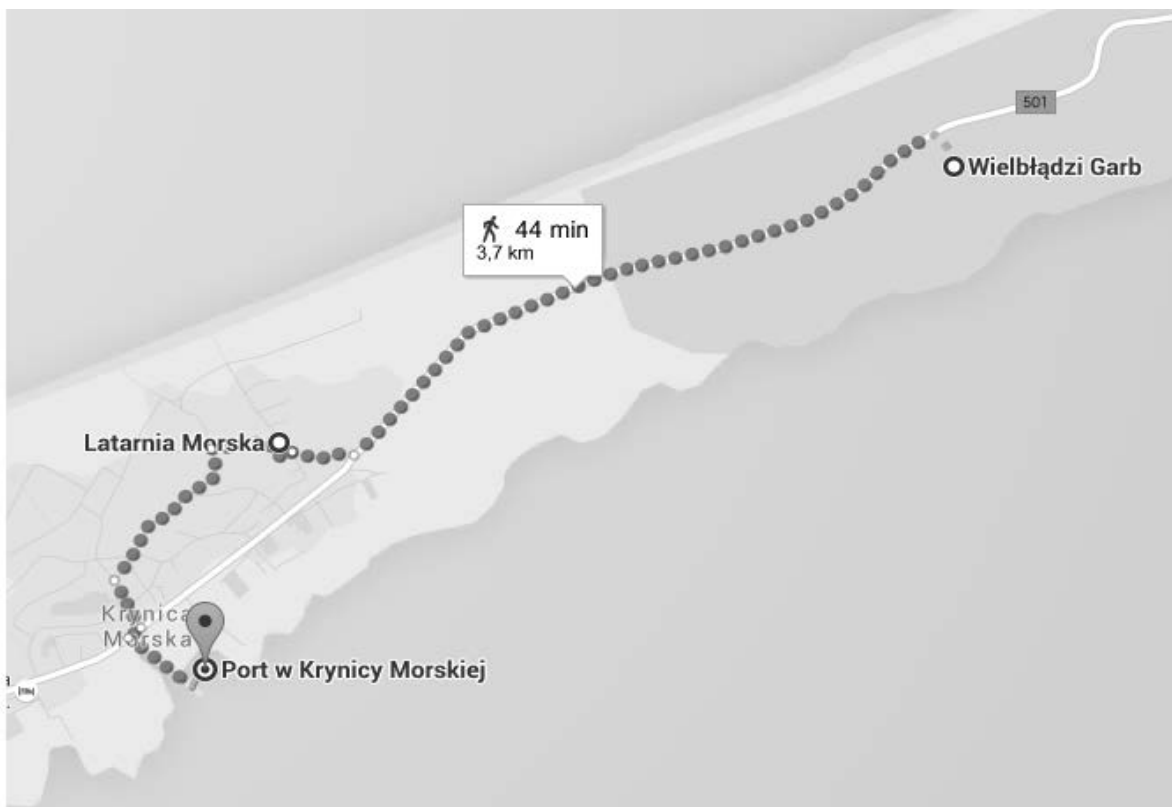 501
Wielbłądzi Garb
44 min
3,7 km
Latarnia Morska
Krynica
Morska
Port w Krynicy Morskiej